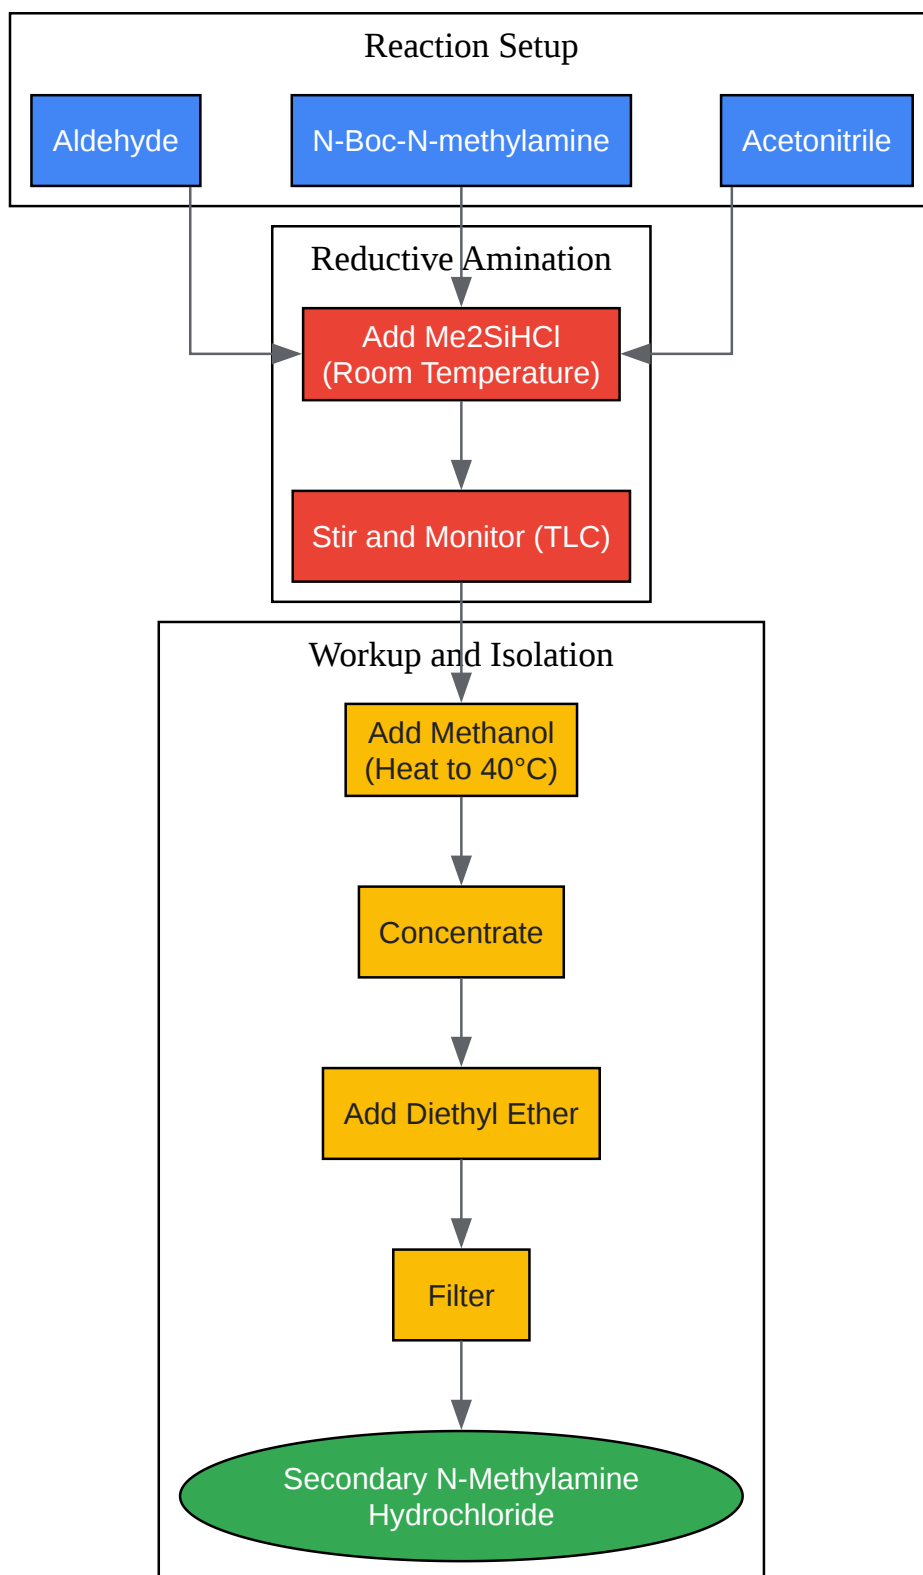 Reaction Setup
Aldehyde
N-Boc-N-methylamine
Acetonitrile
Reductive Amination
Add Me2SiHCl
(Room Temperature)
Stir and Monitor (TLC)
Workup and Isolation
Add Methanol
(Heat to 40°C)
Concentrate
Add Diethyl Ether
Filter
Secondary N-Methylamine
Hydrochloride